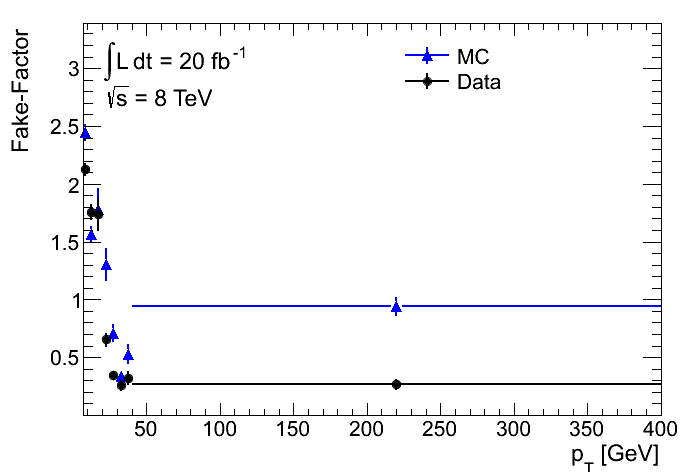 Fake-Factor
∫L dt = 20 fb⁻¹
√s = 8 TeV
MC
Data
3
2.5
2
1.5
1
0.5
50 100 150 200 250 300 350 400
p_T [GeV]